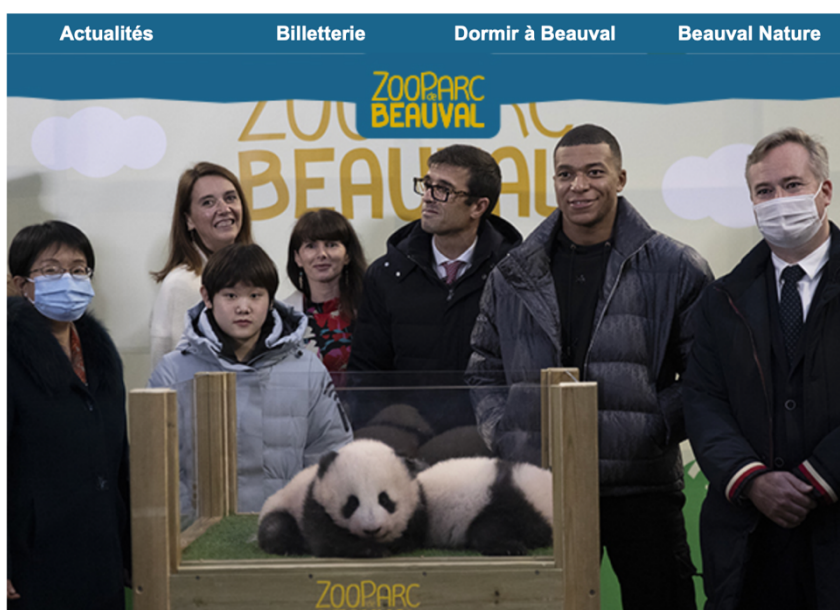 Actualités
Billetterie
Dormir à Beauval
Beauval Nature
ZOOPARC
de
BEAUVAL
ZOOPARC
BEAUVAL
ZOOPARC